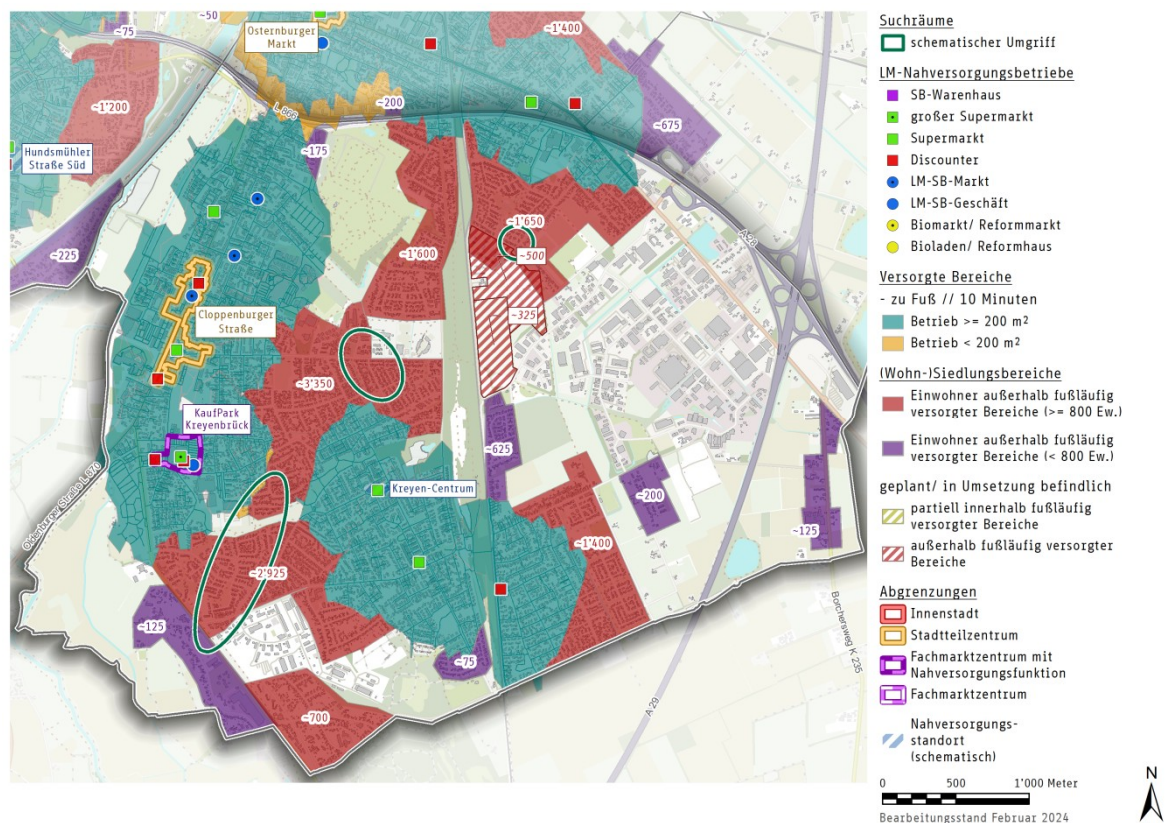 ~75
~50
Osternburger
Markt
~1'400
~1'200
L 866
~200
~675
Hundsmühler
Straße Süd
~175
~225
~1'650
~500
~1'600
A 28
~325
Cloppenburger
Straße
~3'350
KaufPark
Kreyenbrück
~625
Oldenburger Straße L 870
Kreyen-Centrum
~200
~125
~1'400
~2'925
~125
~75
~700
A 29
Borchersweg K 235
Suchräume
schematischer Umgriff
LM-Nahversorgungsbetriebe
SB-Warenhaus
großer Supermarkt
Supermarkt
Discounter
LM-SB-Markt
LM-SB-Geschäft
Biomarkt/ Reformmarkt
Bioladen/ Reformhaus
Versorgte Bereiche
- zu Fuß // 10 Minuten
Betrieb >= 200 m²
Betrieb < 200 m²
(Wohn-)Siedlungsbereiche
Einwohner außerhalb fußläufig
versorgter Bereiche (>= 800 Ew.)
Einwohner außerhalb fußläufig
versorgter Bereiche (< 800 Ew.)
geplant/ in Umsetzung befindlich
partiell innerhalb fußläufig
versorgter Bereiche
außerhalb fußläufig versorgter
Bereiche
Abgrenzungen
Innenstadt
Stadtteilzentrum
Fachmarktzentrum mit
Nahversorgungsfunktion
Fachmarktzentrum
Nahversorgungs-
standort
(schematisch)
0 500 1'000 Meter
Bearbeitungsstand Februar 2024
N